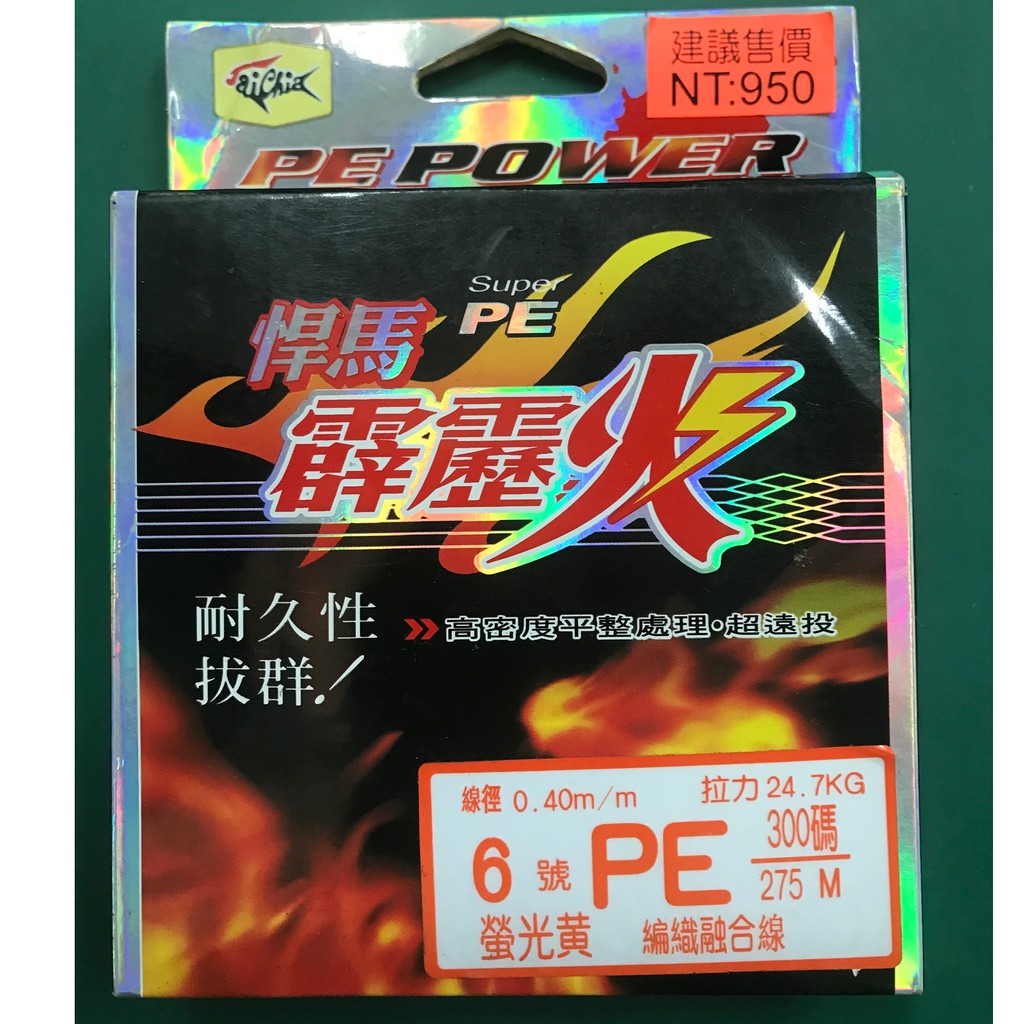 TaiChia
建議售價
NT:950
PE POWER
Super
PE
悍馬
霹靂火
耐久性
拔群!
高密度平整處理·超遠投
線徑 0.40m/m 拉力 24.7KG
6號 PE 300碼
275 M
螢光黄 編織融合線